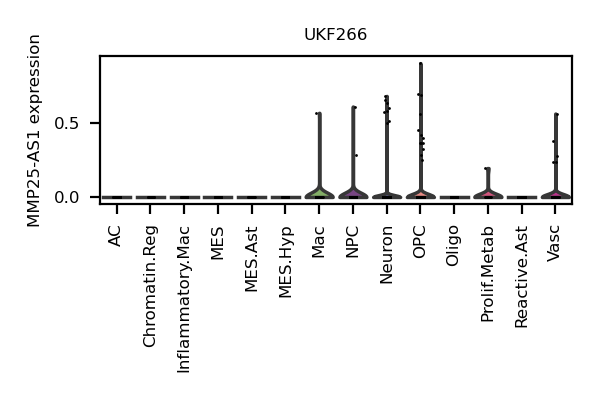 UKF266
MMP25-AS1 expression
0.5
0.0
AC
Chromatin.Reg
Inflammatory.Mac
MES
MES.Ast
MES.Hyp
Mac
NPC
Neuron
OPC
Oligo
Prolif.Metab
Reactive.Ast
Vasc